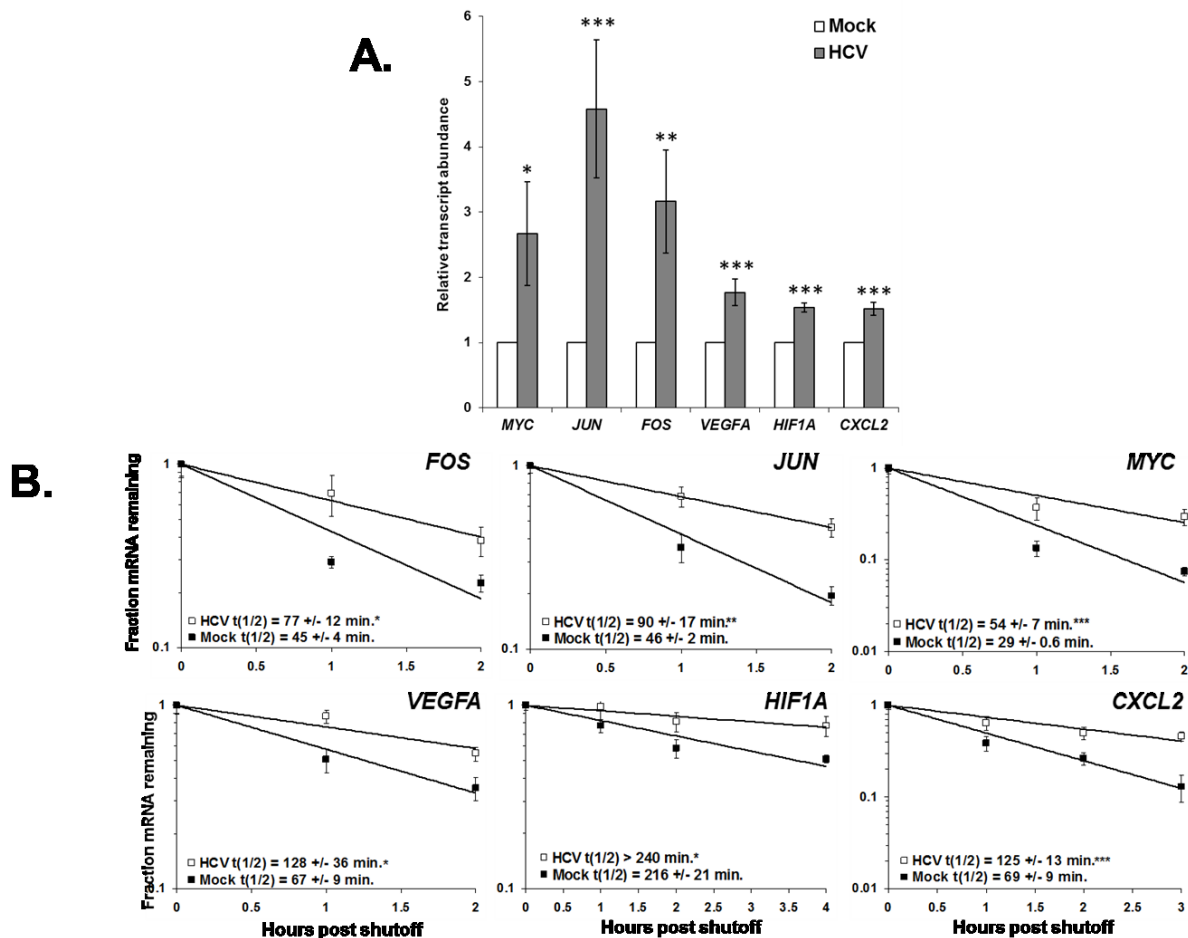 A.
Relative transcript abundance
6
5
4
3
2
1
0
Mock
HCV
*
***
**
***
***
***
MYC JUN FOS VEGFA HIF1A CXCL2
B.
Fraction mRNA remaining
FOS
1
0.1
HCV t(1/2) = 77 +/- 12 min.*
Mock t(1/2) = 45 +/- 4 min.
0 0.5 1 1.5 2
JUN
1
0.1
HCV t(1/2) = 90 +/- 17 min.**
Mock t(1/2) = 46 +/- 2 min.
0 0.5 1 1.5 2
MYC
1
0.1
0.01
HCV t(1/2) = 54 +/- 7 min.***
Mock t(1/2) = 29 +/- 0.6 min.
0 0.5 1 1.5 2
Fraction mRNA remaining
VEGFA
1
0.1
HCV t(1/2) = 128 +/- 36 min.*
Mock t(1/2) = 67 +/- 9 min.
0 0.5 1 1.5 2
Hours post shutoff
HIF1A
1
0.1
HCV t(1/2) > 240 min.*
Mock t(1/2) = 216 +/- 21 min.
0 0.5 1 1.5 2 2.5 3 3.5 4
Hours post shutoff
CXCL2
1
0.1
0.01
HCV t(1/2) = 125 +/- 13 min.***
Mock t(1/2) = 69 +/- 9 min.
0 0.5 1 1.5 2 2.5 3
Hours post shutoff